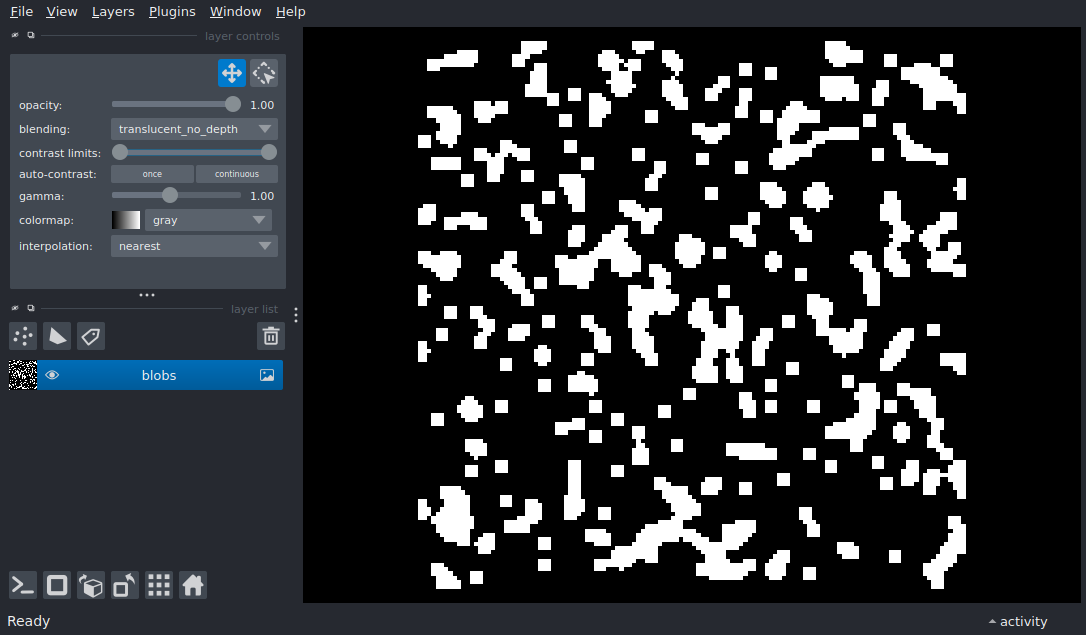 File View Layers Plugins Window Help
layer controls
opacity: 1.00
blending: translucent_no_depth
contrast limits:
auto-contrast: once continuous
gamma: 1.00
colormap: gray
interpolation: nearest
layer list
blobs
Ready activity